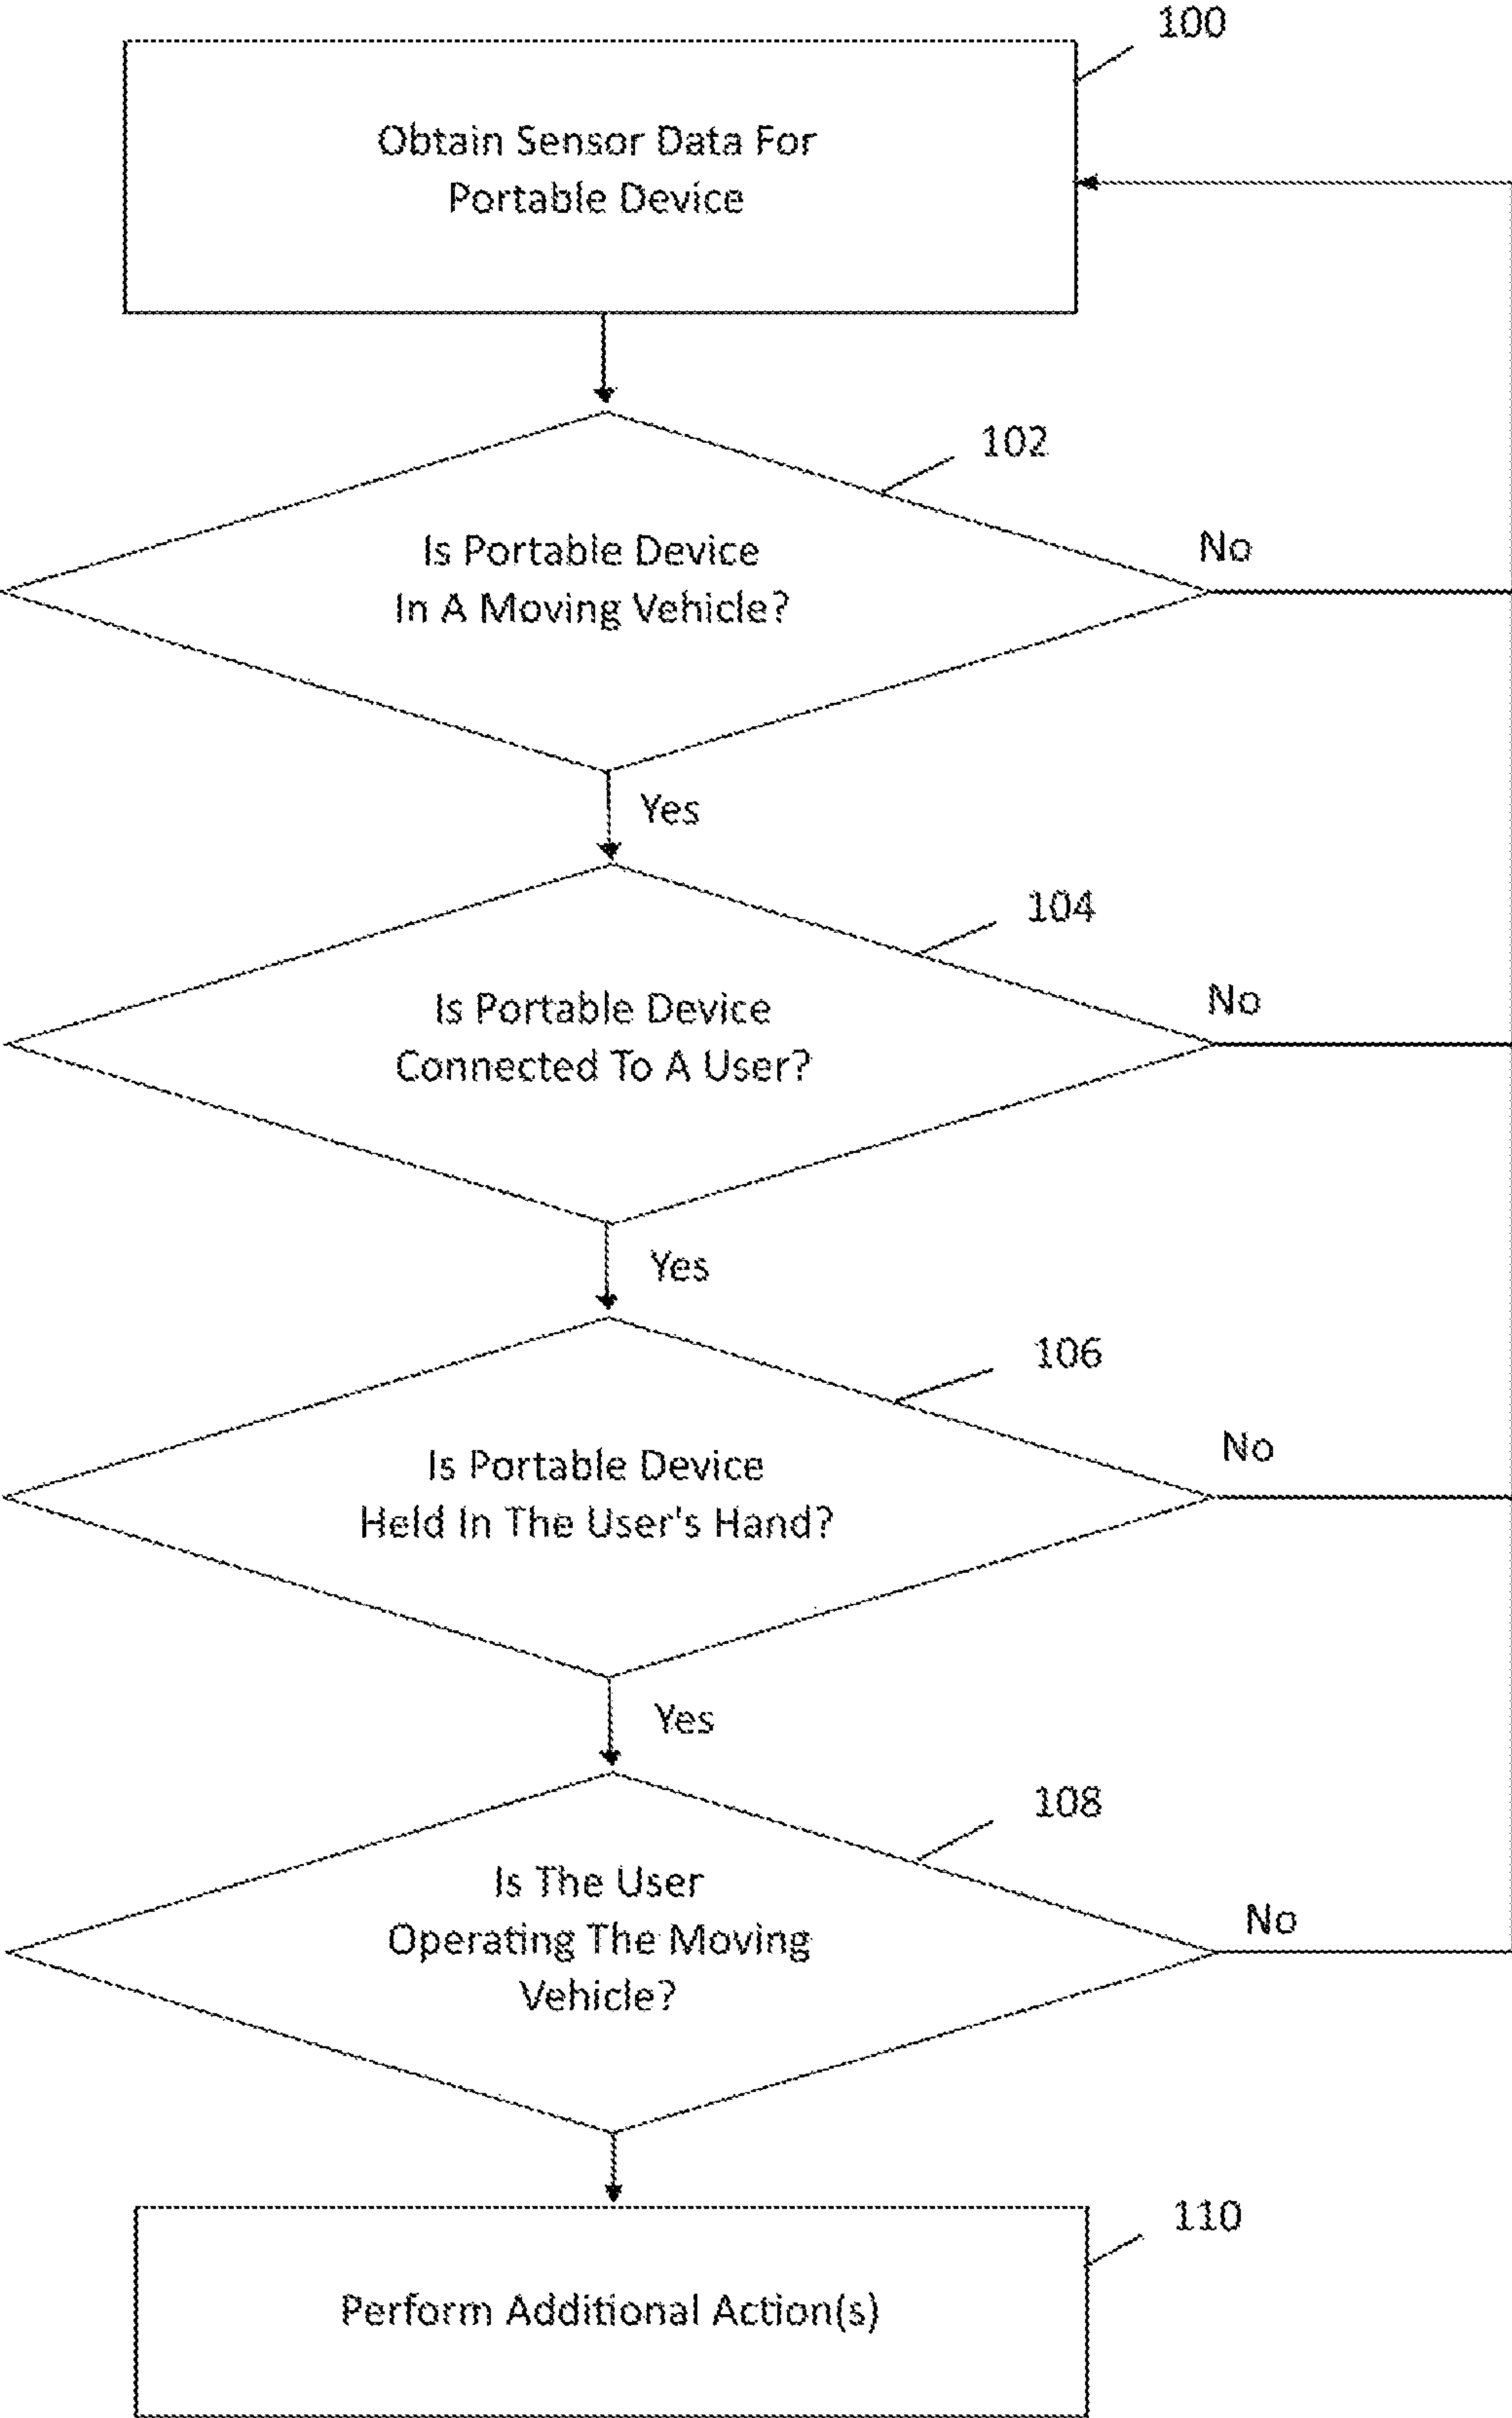 100
Obtain Sensor Data For
Portable Device
102
No
Is Portable Device
In A Moving Vehicle?
Yes
104
No
Is Portable Device
Connected To A User?
Yes
106
No
Is Portable Device
Held In The User's Hand?
Yes
108
Is The User
No
Operating The Moving
Vehicle?
110
Perform Additional Action(s)